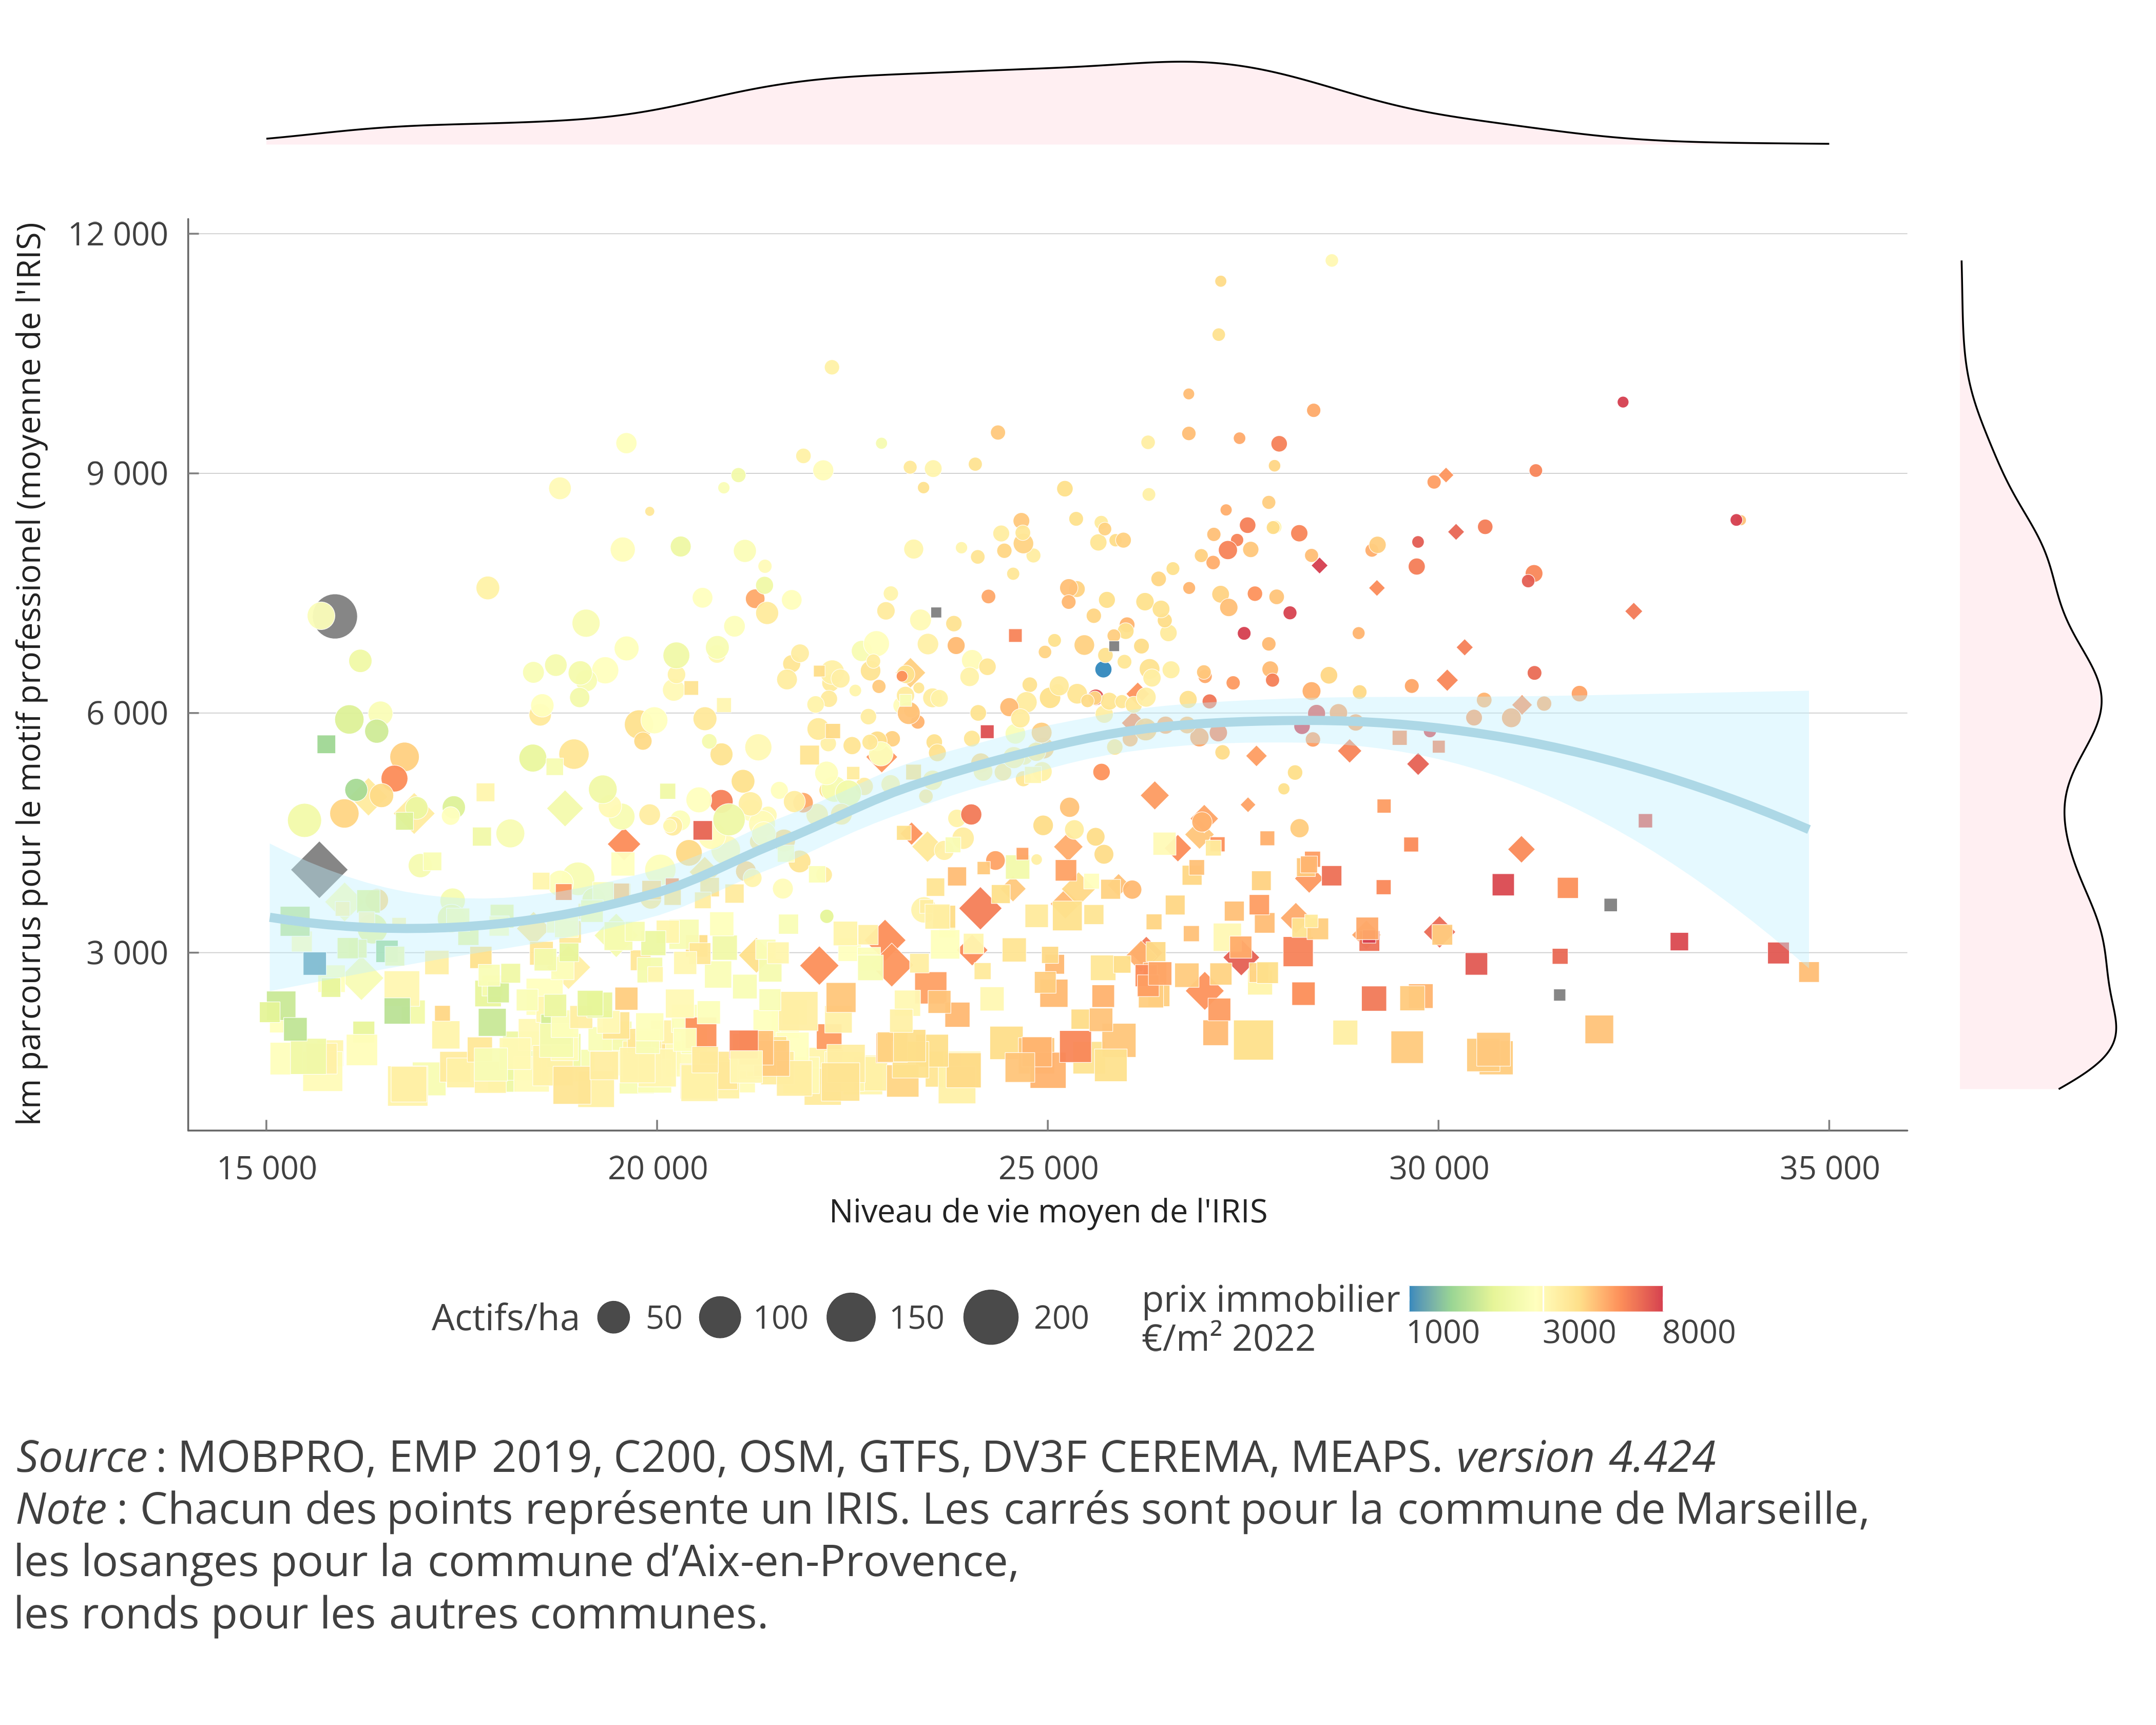 km parcourus pour le motif professionel (moyenne de l'IRIS)
12 000
9 000
6 000
3 000
15 000 20 000 25 000 30 000 35 000
Niveau de vie moyen de l'IRIS
Actifs/ha 50 100 150 200
prix immobilier
€/m² 2022
1000 3000 8000
Source : MOBPRO, EMP 2019, C200, OSM, GTFS, DV3F CEREMA, MEAPS. version 4.424
Note : Chacun des points représente un IRIS. Les carrés sont pour la commune de Marseille,
les losanges pour la commune d’Aix-en-Provence,
les ronds pour les autres communes.